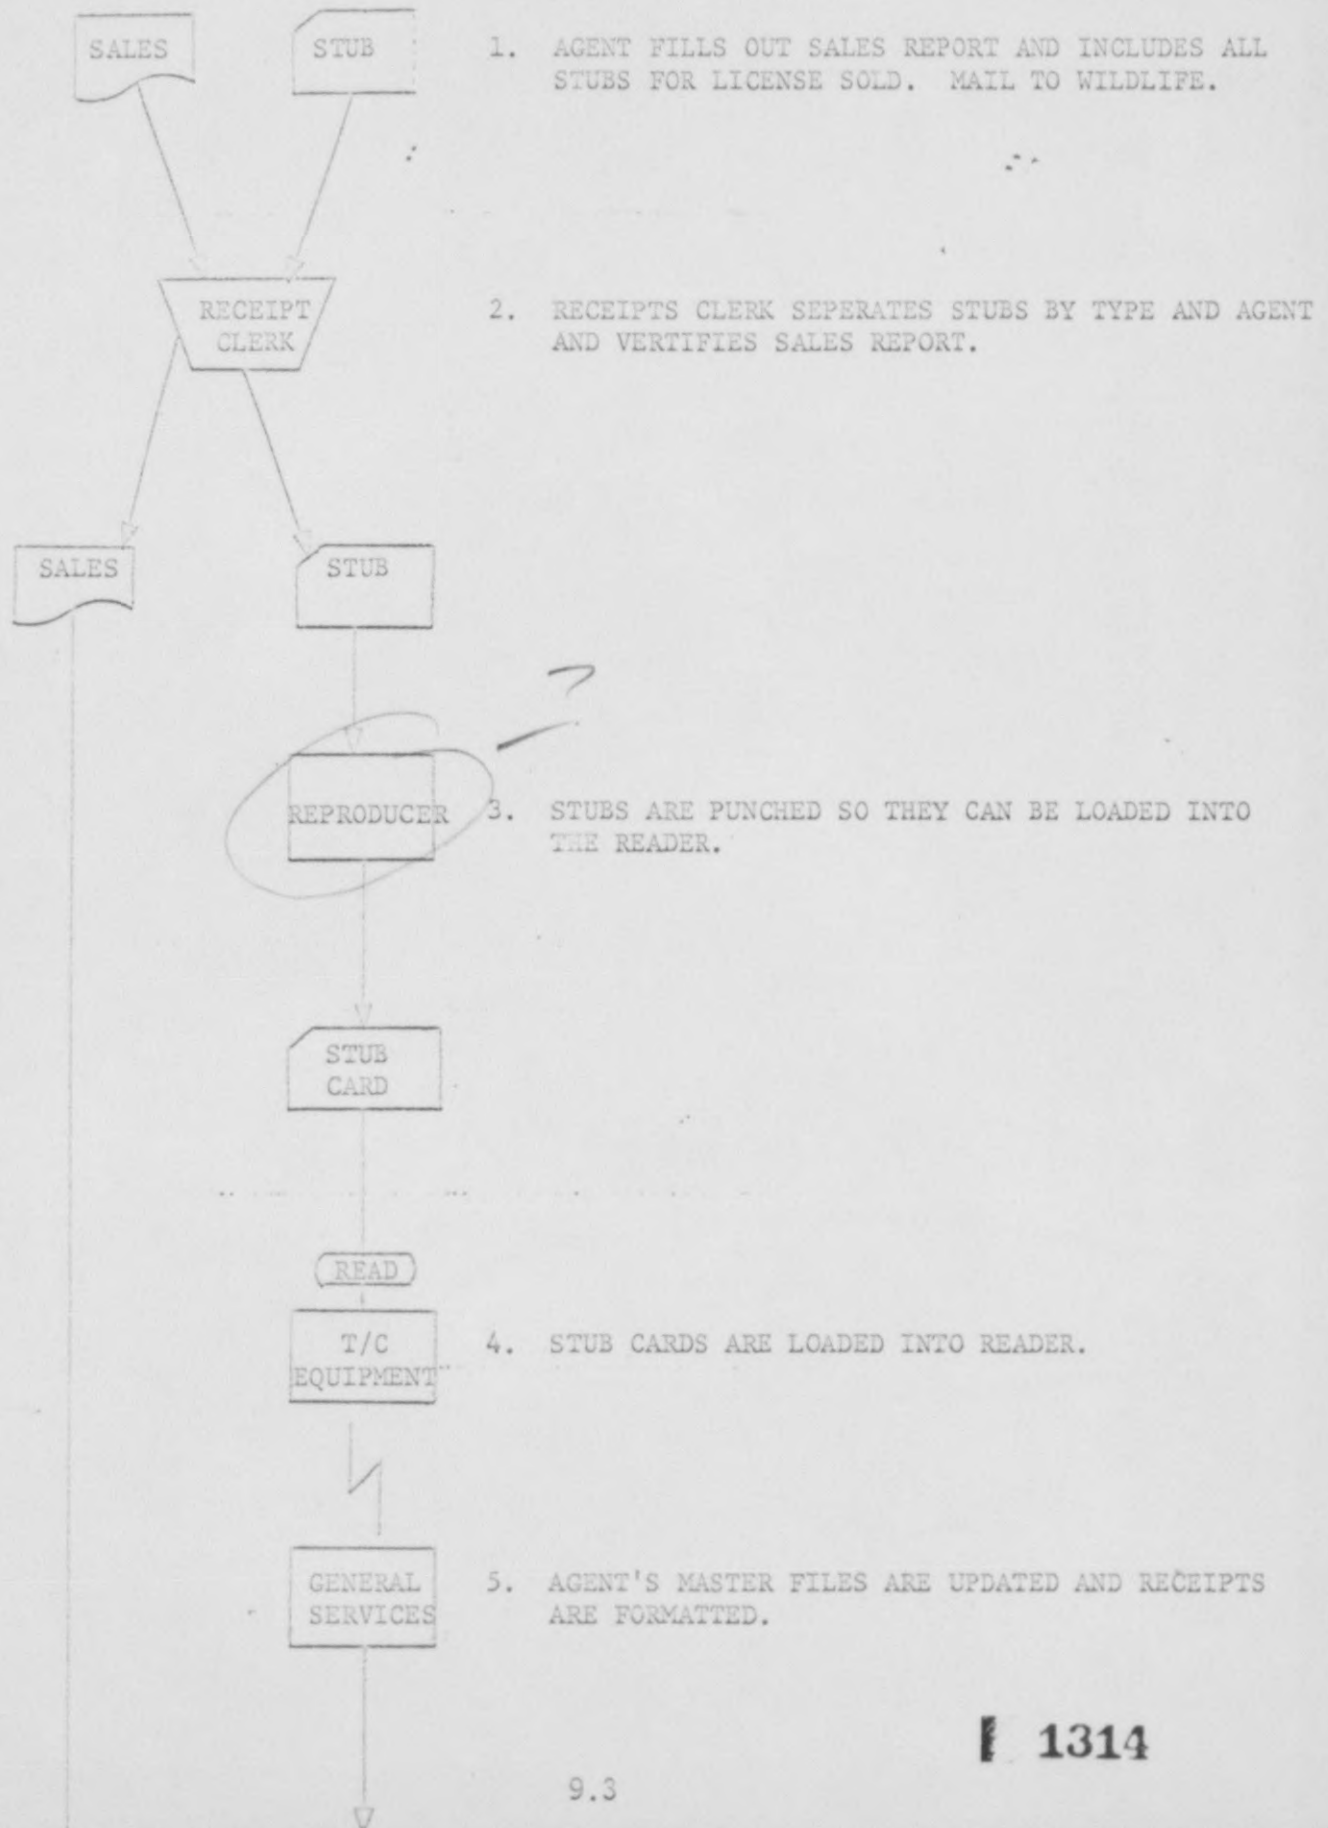 SALES
STUB
1. AGENT FILLS OUT SALES REPORT AND INCLUDES ALL
STUBS FOR LICENSE SOLD. MAIL TO WILDLIFE.
RECEIPT
CLERK
2. RECEIPTS CLERK SEPERATES STUBS BY TYPE AND AGENT
AND VERTIFIES SALES REPORT.
SALES
STUB
?
REPRODUCER
3. STUBS ARE PUNCHED SO THEY CAN BE LOADED INTO
THE READER.
STUB
CARD
READ
T/C
EQUIPMENT
4. STUB CARDS ARE LOADED INTO READER.
GENERAL
SERVICES
5. AGENT'S MASTER FILES ARE UPDATED AND RECEIPTS
ARE FORMATTED.
1314
9.3